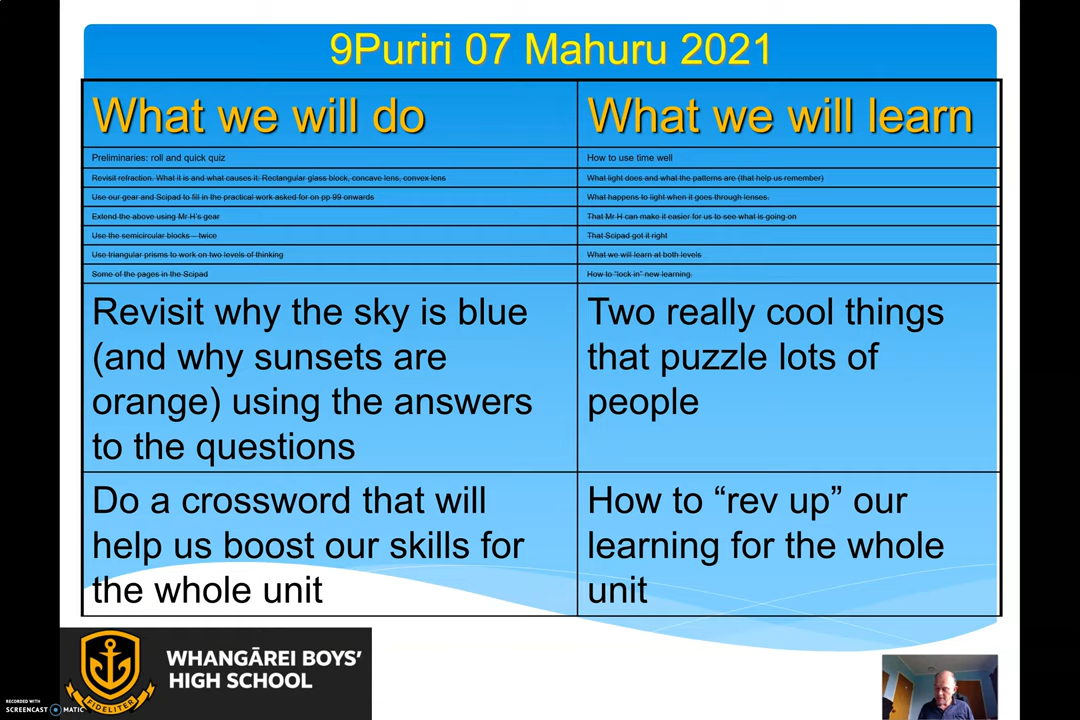 9Puriri 07 Mahuru 2021
What we will do
What we will learn
Preliminaries: roll and quick quiz
How to use time well
Revisit refraction. What it is and what causes it: Rectangular glass block, concave lens, convex lens
What light does and what the patterns are (that help us remember)
Use our gear and Scipad to fill in the practical work asked for on pp 99 onwards
What happens to light when it goes through lenses.
Extend the above using Mr H's gear
That Mr H can make it easier for us to see what is going on
Use the semicircular blocks – twice
That Scipad got it right
Use triangular prisms to work on two levels of thinking
What we will learn at both levels
Some of the pages in the Scipad
How to "lock in" new learning.
Revisit why the sky is blue
(and why sunsets are
orange) using the answers
to the questions
Two really cool things
that puzzle lots of
people
Do a crossword that will
help us boost our skills for
the whole unit
How to “rev up” our
learning for the whole
unit
WHANGĀREI BOYS’
HIGH SCHOOL
FIDELITER
RECORDED WITH
SCREENCAST MATIC